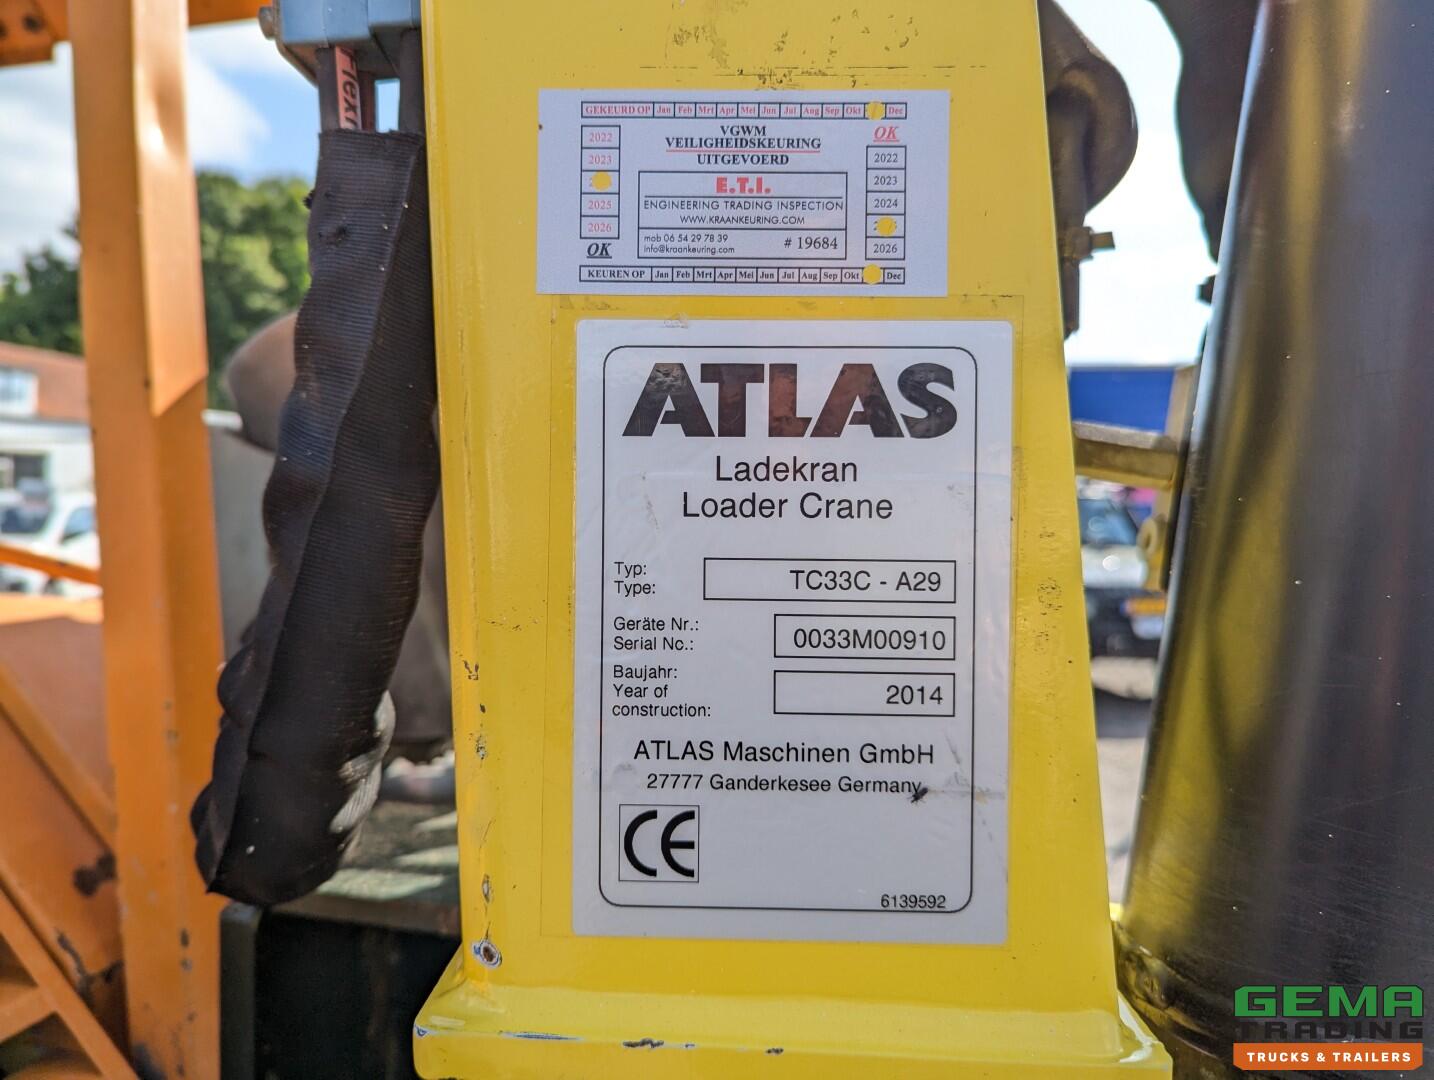 Flex
GEKEURD OP Jan Feb Mrt Apr Mei Jun Jul Aug Sep Okt Dec
2022
2023
2025
2026
OK
VGWM
VEILIGHEIDSKEURING
UITGEVOERD
E.T.I.
ENGINEERING TRADING INSPECTION
WWW.KRAANKEURING.COM
mob 06 54 29 78 39
info@kraankeuring.com
# 19684
OK
2022
2023
2024
2026
KEUREN OP Jan Feb Mrt Apr Mei Jun Jul Aug Sep Okt Dec
ATLAS
Ladekran
Loader Crane
Typ:
Type:
TC33C - A29
Geräte Nr.:
Serial No.:
0033M00910
Baujahr:
Year of
construction:
2014
ATLAS Maschinen GmbH
27777 Ganderkesee Germany
CE
6139592
GEMA
TRADING
TRUCKS & TRAILERS